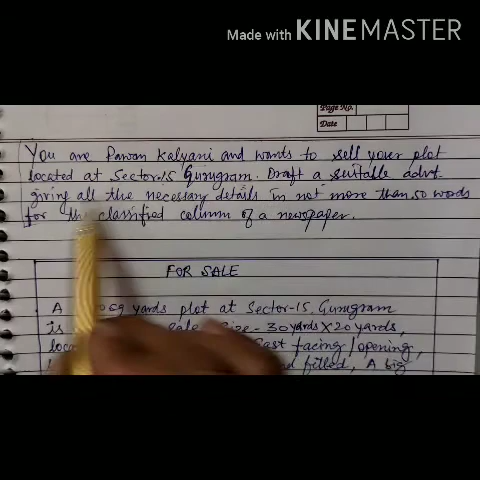 Made with KINEMASTER
Page No.
Date
You are Pawan Kalyani and wants to sell your plot
located at Sector-15 Gurugram. Draft a suitable advt.
giving all the necessary details in not more than 50 words
for the classified column of a newspaper.
FOR SALE
A yards plot at Sector-15, Gurugram
is Size - 30 yards X 20 yards,
East facing/opening,
filled, A big